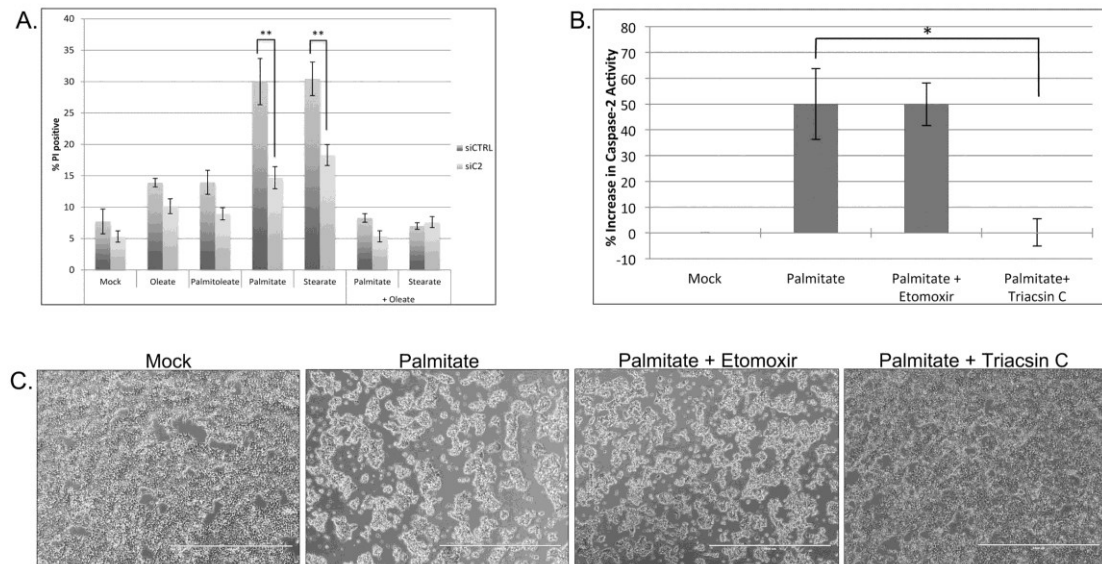 A.
40
35
30
25
20
15
10
5
0
% PI positive
**
**
siCTRL
siC2
Mock
Oleate
Palmitoleate
Palmitate
Stearate
Palmitate
Stearate
+ Oleate
B.
80
70
60
50
40
30
20
10
0
-10
% Increase in Caspase-2 Activity
*
Mock
Palmitate
Palmitate +
Etomoxir
Palmitate+
Triacsin C
C.
Mock
Palmitate
Palmitate + Etomoxir
Palmitate + Triacsin C